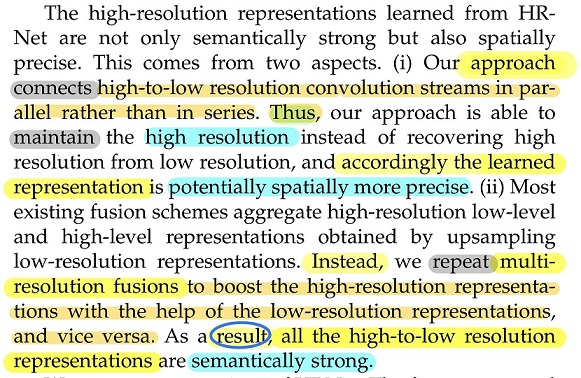 The high-resolution representations learned from HR-
Net are not only semantically strong but also spatially
precise. This comes from two aspects. (i) Our approach
connects high-to-low resolution convolution streams in par-
allel rather than in series. Thus, our approach is able to
maintain the high resolution instead of recovering high
resolution from low resolution, and accordingly the learned
representation is potentially spatially more precise. (ii) Most
existing fusion schemes aggregate high-resolution low-level
and high-level representations obtained by upsampling
low-resolution representations. Instead, we repeat multi-
resolution fusions to boost the high-resolution representa-
tions with the help of the low-resolution representations,
and vice versa. As a result, all the high-to-low resolution
representations are semantically strong.